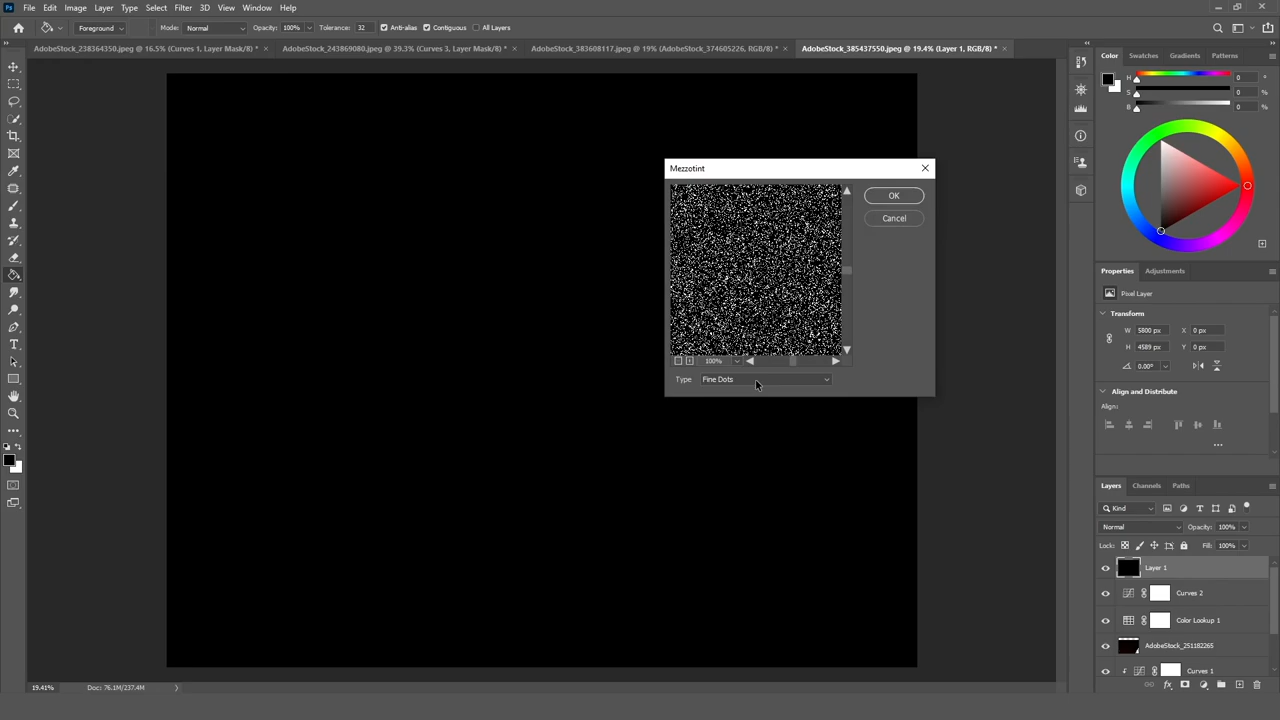 Ps File Edit Image Layer Type Select Filter 3D View Window Help
Foreground Mode: Normal Opacity: 100% Tolerance: 32 Anti-alias Contiguous All Layers
AdobeStock_238364350.jpeg @ 16.5% (Curves 1, Layer Mask/8) * × AdobeStock_243869080.jpeg @ 39.3% (Curves 3, Layer Mask/8) * × AdobeStock_383608117.jpeg @ 19% (AdobeStock_374605226, RGB/8) * × AdobeStock_385437550.jpeg @ 19.4% (Layer 1, RGB/8) * ×
Color Swatches Gradients Patterns
H 0 °
S 0 %
B 0 %
Mezzotint
OK
Cancel
100%
Type Fine Dots
Properties Adjustments
Pixel Layer
Transform
W 5800 px X 0 px
H 4589 px Y 0 px
0.00°
Align and Distribute
Align:
Layers Channels Paths
Kind
Normal Opacity: 100%
Lock: Fill: 100%
Layer 1
Curves 2
Color Lookup 1
AdobeStock_251182265
Curves 1
fx
19.41% Doc: 76.1M/237.4M